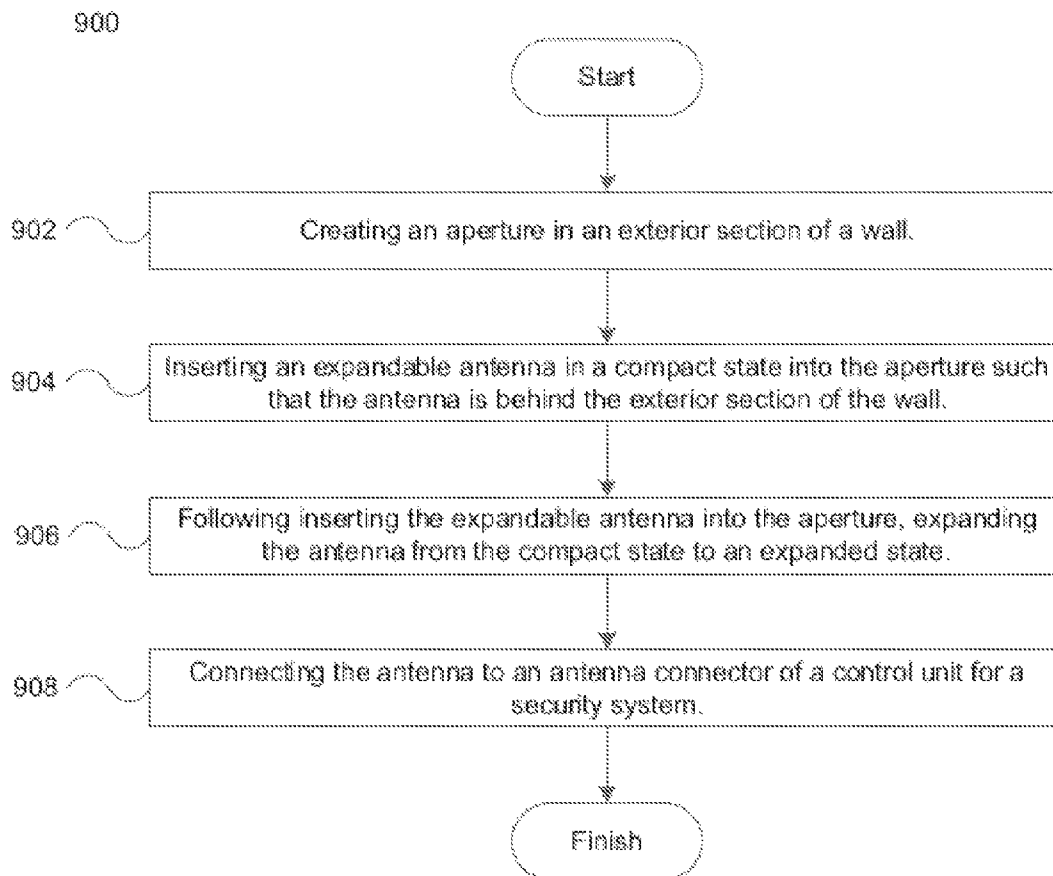 900
Start
902
Creating an aperture in an exterior section of a wall.
904
Inserting an expandable antenna in a compact state into the aperture such
that the antenna is behind the exterior section of the wall.
906
Following inserting the expandable antenna into the aperture, expanding
the antenna from the compact state to an expanded state.
908
Connecting the antenna to an antenna connector of a control unit for a
security system.
Finish